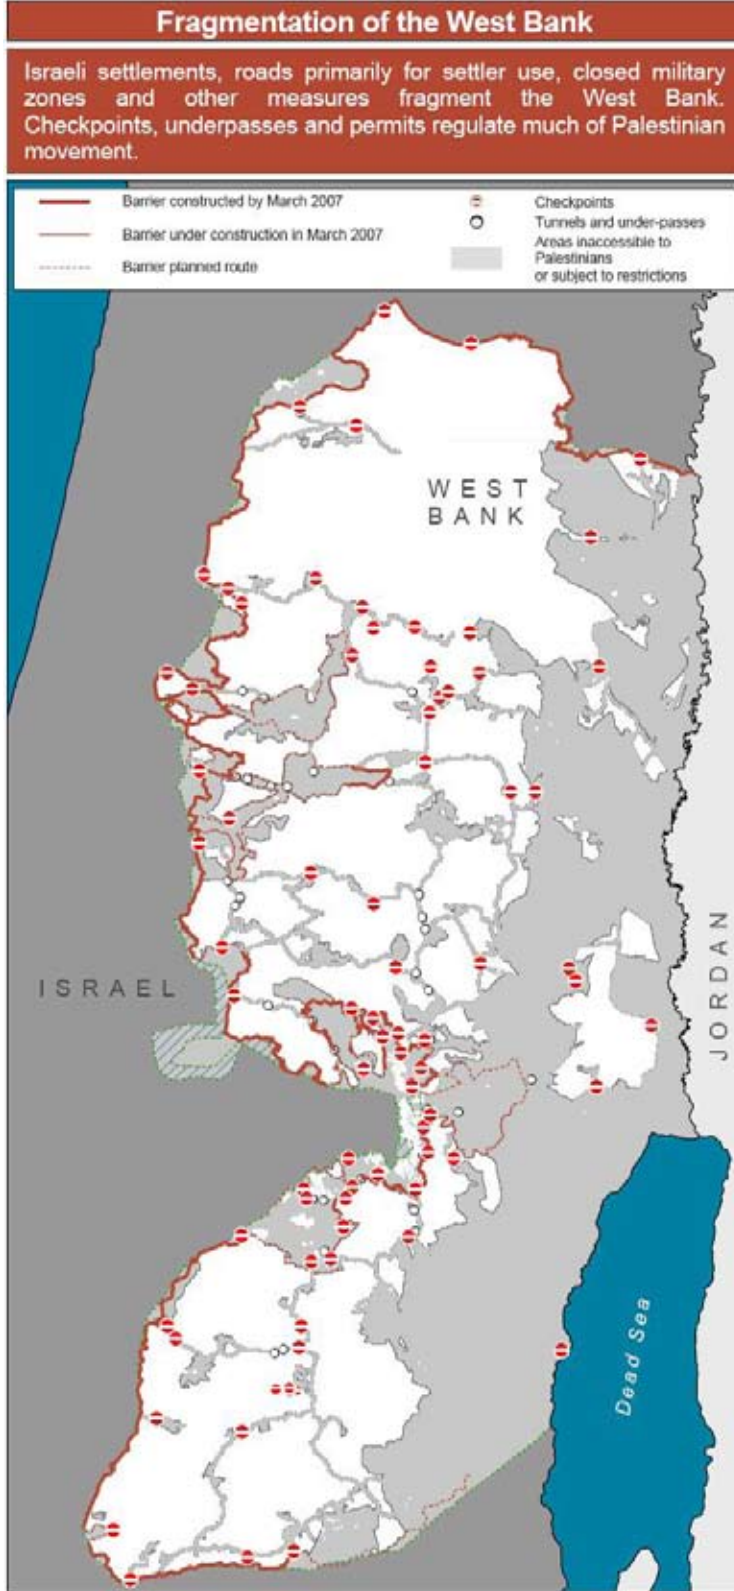 Fragmentation of the West Bank
Israeli settlements, roads primarily for settler use, closed military
zones and other measures fragment the West Bank.
Checkpoints, underpasses and permits regulate much of Palestinian
movement.
Barrier constructed by March 2007
Barrier under construction in March 2007
Barrier planned route
Checkpoints
Tunnels and under-passes
Areas inaccessible to
Palestinians
or subject to restrictions
WEST
BANK
ISRAEL
JORDAN
Dead Sea